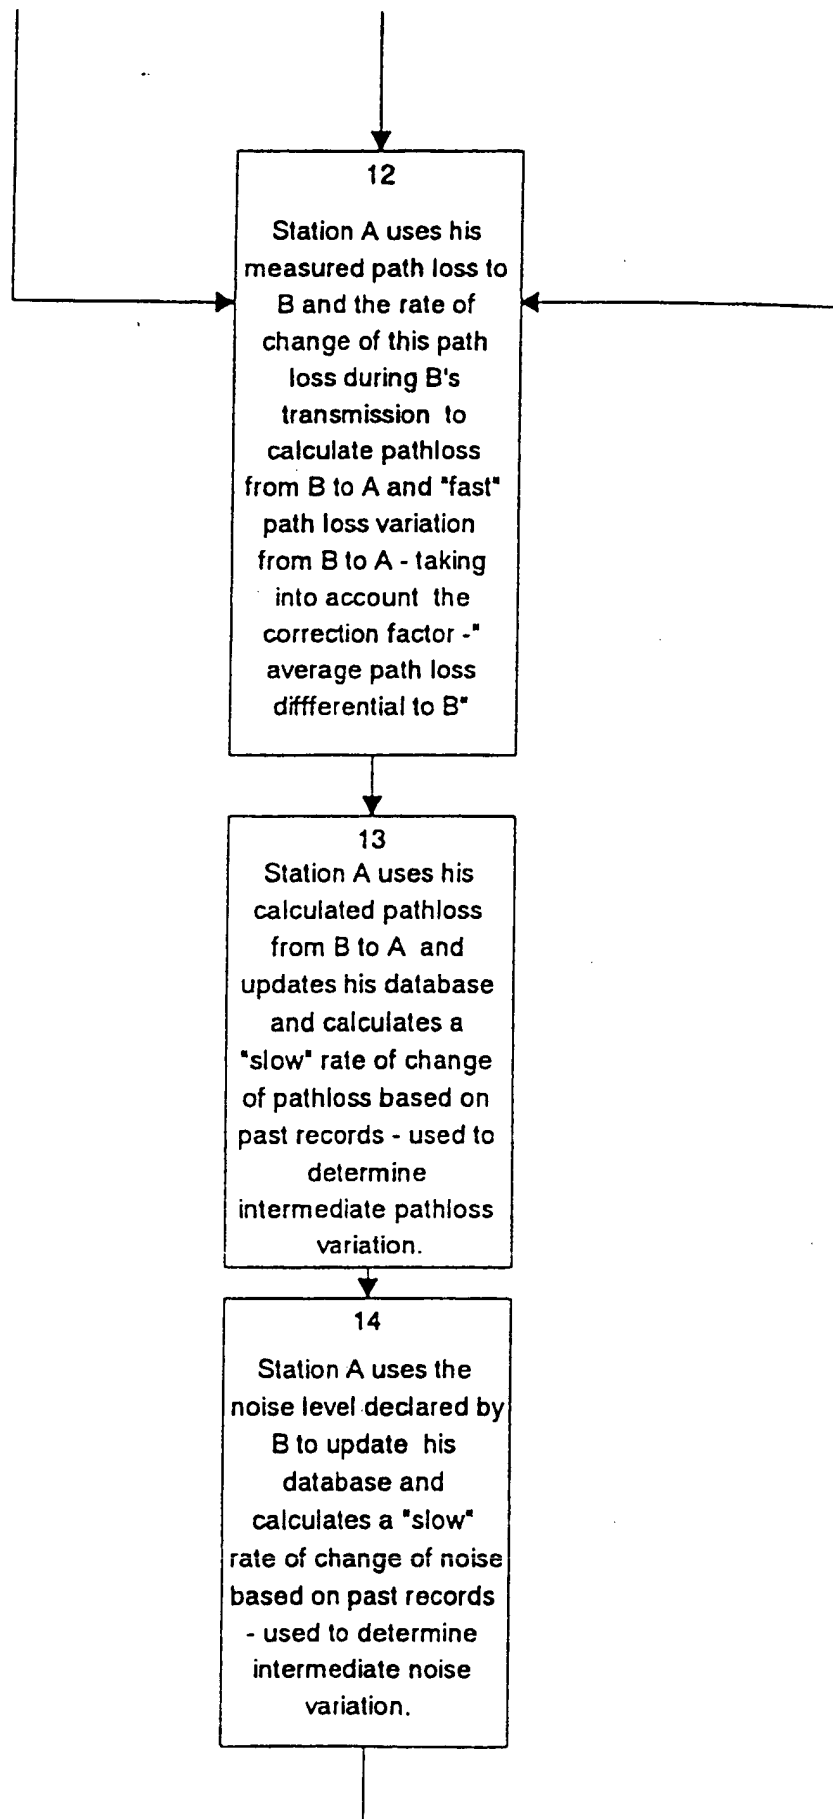 12
Station A uses his
measured path loss to
B and the rate of
change of this path
loss during B's
transmission to
calculate pathloss
from B to A and "fast"
path loss variation
from B to A - taking
into account the
correction factor -"
average path loss
diffferential to B"
13
Station A uses his
calculated pathloss
from B to A and
updates his database
and calculates a
"slow" rate of change
of pathloss based on
past records - used to
determine
intermediate pathloss
variation.
14
Station A uses the
noise level declared by
B to update his
database and
calculates a "slow"
rate of change of noise
based on past records
- used to determine
intermediate noise
variation.